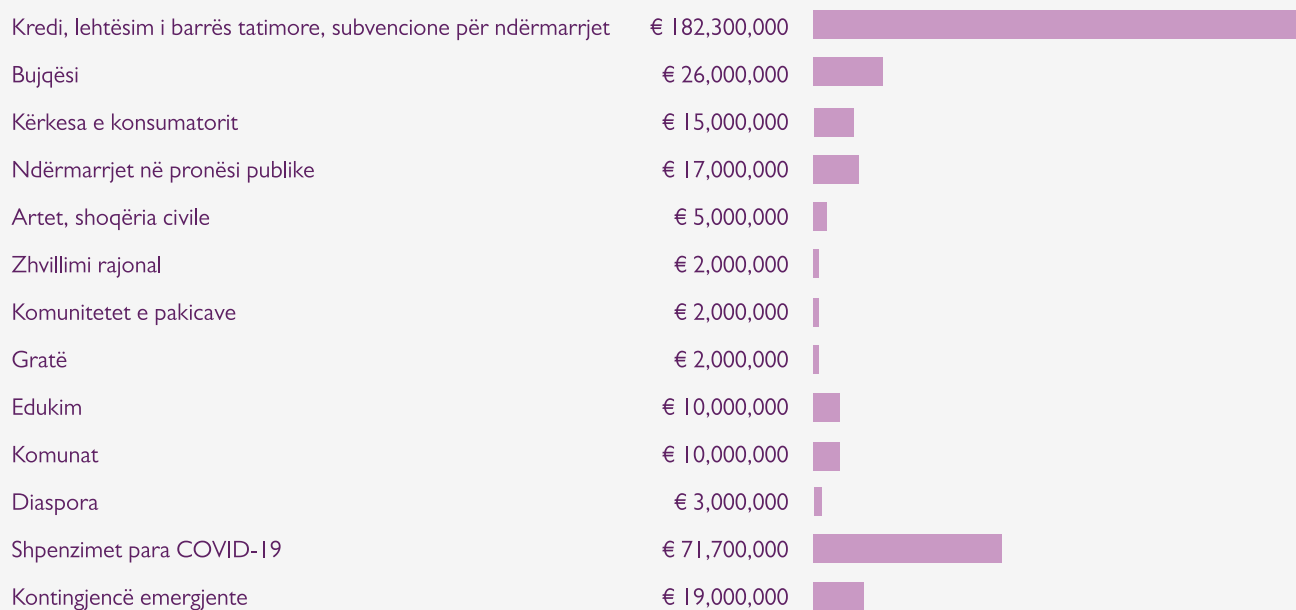 Kredi, lehtësim i barrës tatimore, subvencione për ndërmarrjet € 182,300,000
Bujqësi € 26,000,000
Kërkesa e konsumatorit € 15,000,000
Ndërmarrjet në pronësi publike € 17,000,000
Artet, shoqëria civile € 5,000,000
Zhvillimi rajonal € 2,000,000
Komunitetet e pakicave € 2,000,000
Gratë € 2,000,000
Edukim € 10,000,000
Komunat € 10,000,000
Diaspora € 3,000,000
Shpenzimet para COVID-19 € 71,700,000
Kontingjencë emergjente € 19,000,000